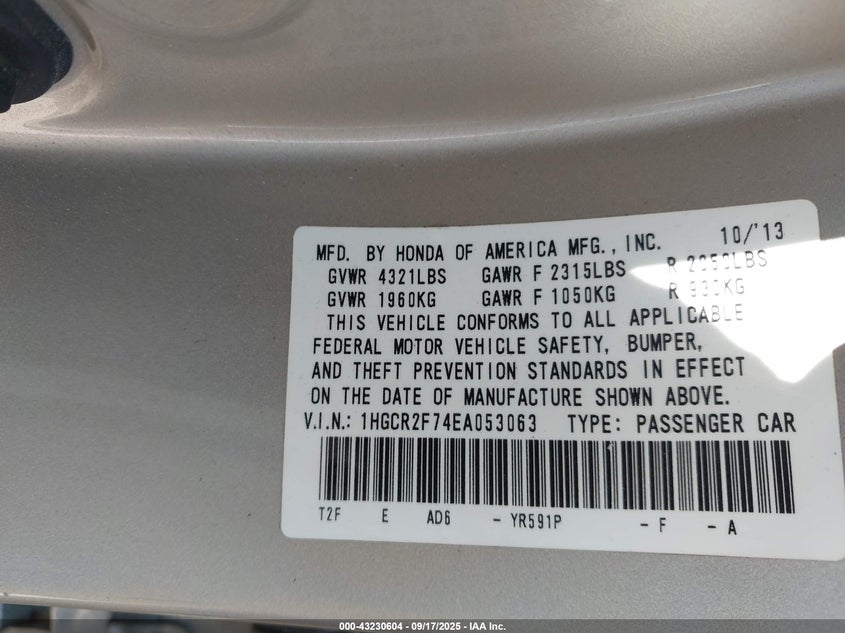 MFD. BY HONDA OF AMERICA MFG., INC. 10/'13
GVWR 4321LBS GAWR F 2315LBS R 2050LBS
GVWR 1960KG GAWR F 1050KG R 930KG
THIS VEHICLE CONFORMS TO ALL APPLICABLE
FEDERAL MOTOR VEHICLE SAFETY, BUMPER,
AND THEFT PREVENTION STANDARDS IN EFFECT
ON THE DATE OF MANUFACTURE SHOWN ABOVE.
V.I.N.: 1HGCR2F74EA053063 TYPE: PASSENGER CAR
T2F E AD6 - YR591P - F - A
000-43230604 - 09/17/2025 - IAA Inc.